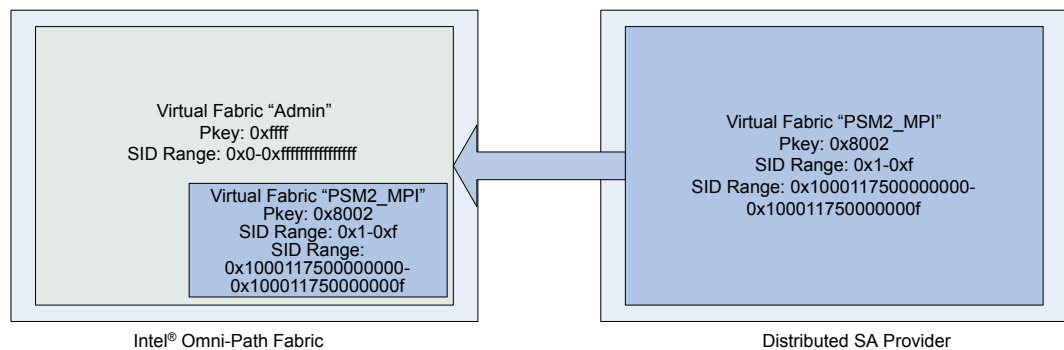 Virtual Fabric “Admin”
Pkey: 0xffff
SID Range: 0x0-0xffffffffffffffff
Virtual Fabric “PSM2_MPI”
Pkey: 0x8002
SID Range: 0x1-0xf
SID Range:
0x1000117500000000-
0x100011750000000f
Virtual Fabric “PSM2_MPI”
Pkey: 0x8002
SID Range: 0x1-0xf
SID Range: 0x1000117500000000-
0x100011750000000f
Intel® Omni-Path Fabric
Distributed SA Provider